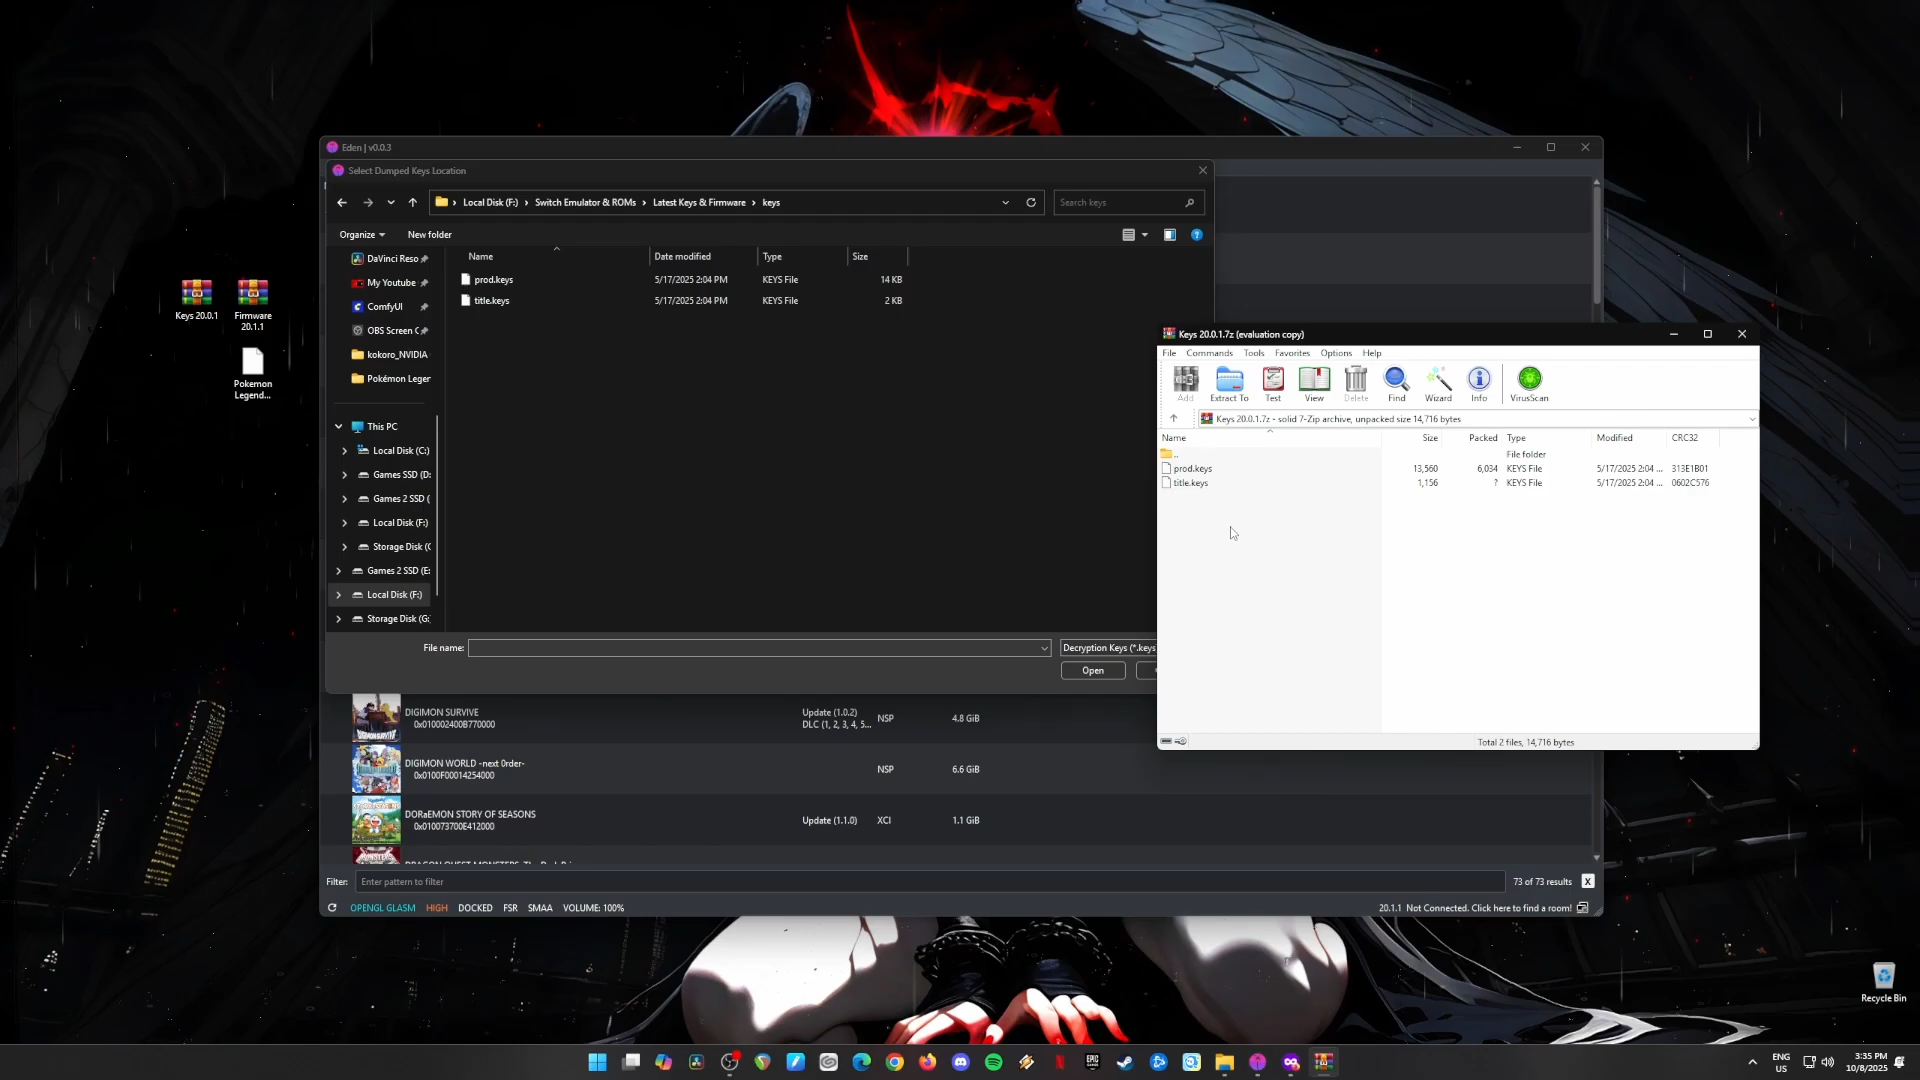 Keys 20.0.1
Firmware
20.1.1
Pokemon
Legend...
Eden | v0.0.3
Select Dumped Keys Location
Local Disk (F:) › Switch Emulator & ROMs › Latest Keys & Firmware › keys
Search keys
Organize
New folder
DaVinci Reso
My Youtube
ComfyUI
OBS Screen C
kokoro_NVIDIA
Pokémon Leger
This PC
Local Disk (C:)
Games SSD (D:
Games 2 SSD (
Local Disk (F:)
Storage Disk (
Games 2 SSD (E:
Local Disk (F:)
Storage Disk (G:
Name Date modified Type Size
prod.keys 5/17/2025 2:04 PM KEYS File 14 KB
title.keys 5/17/2025 2:04 PM KEYS File 2 KB
File name:
Decryption Keys (*.keys
Open
Keys 20.0.1.7z (evaluation copy)
File Commands Tools Favorites Options Help
Add Extract To Test View Delete Find Wizard Info VirusScan
Keys 20.0.1.7z - solid 7-Zip archive, unpacked size 14,716 bytes
Name Size Packed Type Modified CRC32
.. File folder
prod.keys 13,560 6,034 KEYS File 5/17/2025 2:04 ... 313E1B01
title.keys 1,156 ? KEYS File 5/17/2025 2:04 ... 0602C576
Total 2 files, 14,716 bytes
DIGIMON SURVIVE
0x010002400B770000
Update (1.0.2)
DLC (1, 2, 3, 4, 5...
NSP 4.8 GiB
DIGIMON WORLD -next 0rder-
0x0100F00014254000
NSP 6.6 GiB
DORaEMON STORY OF SEASONS
0x010073700E412000
Update (1.1.0) XCI 1.1 GiB
Filter: Enter pattern to filter 73 of 73 results X
OPENGL GLASM HIGH DOCKED FSR SMAA VOLUME: 100%
20.1.1 Not Connected. Click here to find a room!
Recycle Bin
ENG
US
3:35 PM
10/8/2025